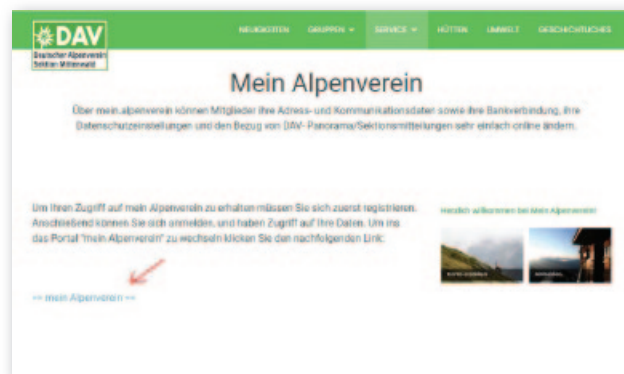 DAV
Deutscher Alpenverein
Sektion Mittenwald
NEUIGKEITEN GRUPPEN SERVICE HÜTTEN UMWELT GESCHICHTLICHES
Mein Alpenverein
Über mein.alpenverein können Mitglieder ihre Adress- und Kommunikationsdaten sowie ihre Bankverbindung, ihre
Datenschutzeinstellungen und den Bezug von DAV- Panorama/Sektionsmitteilungen sehr einfach online ändern.
Um Ihren Zugriff auf mein Alpenverein zu erhalten müssen Sie sich zuerst registrieren.
Anschließend können Sie sich anmelden, und haben Zugriff auf Ihre Daten. Um ins
das Portal "mein Alpenverein" zu wechseln klicken Sie den nachfolgenden Link:
Herzlich willkommen bei Mein Alpenverein!
>> mein Alpenverein <<